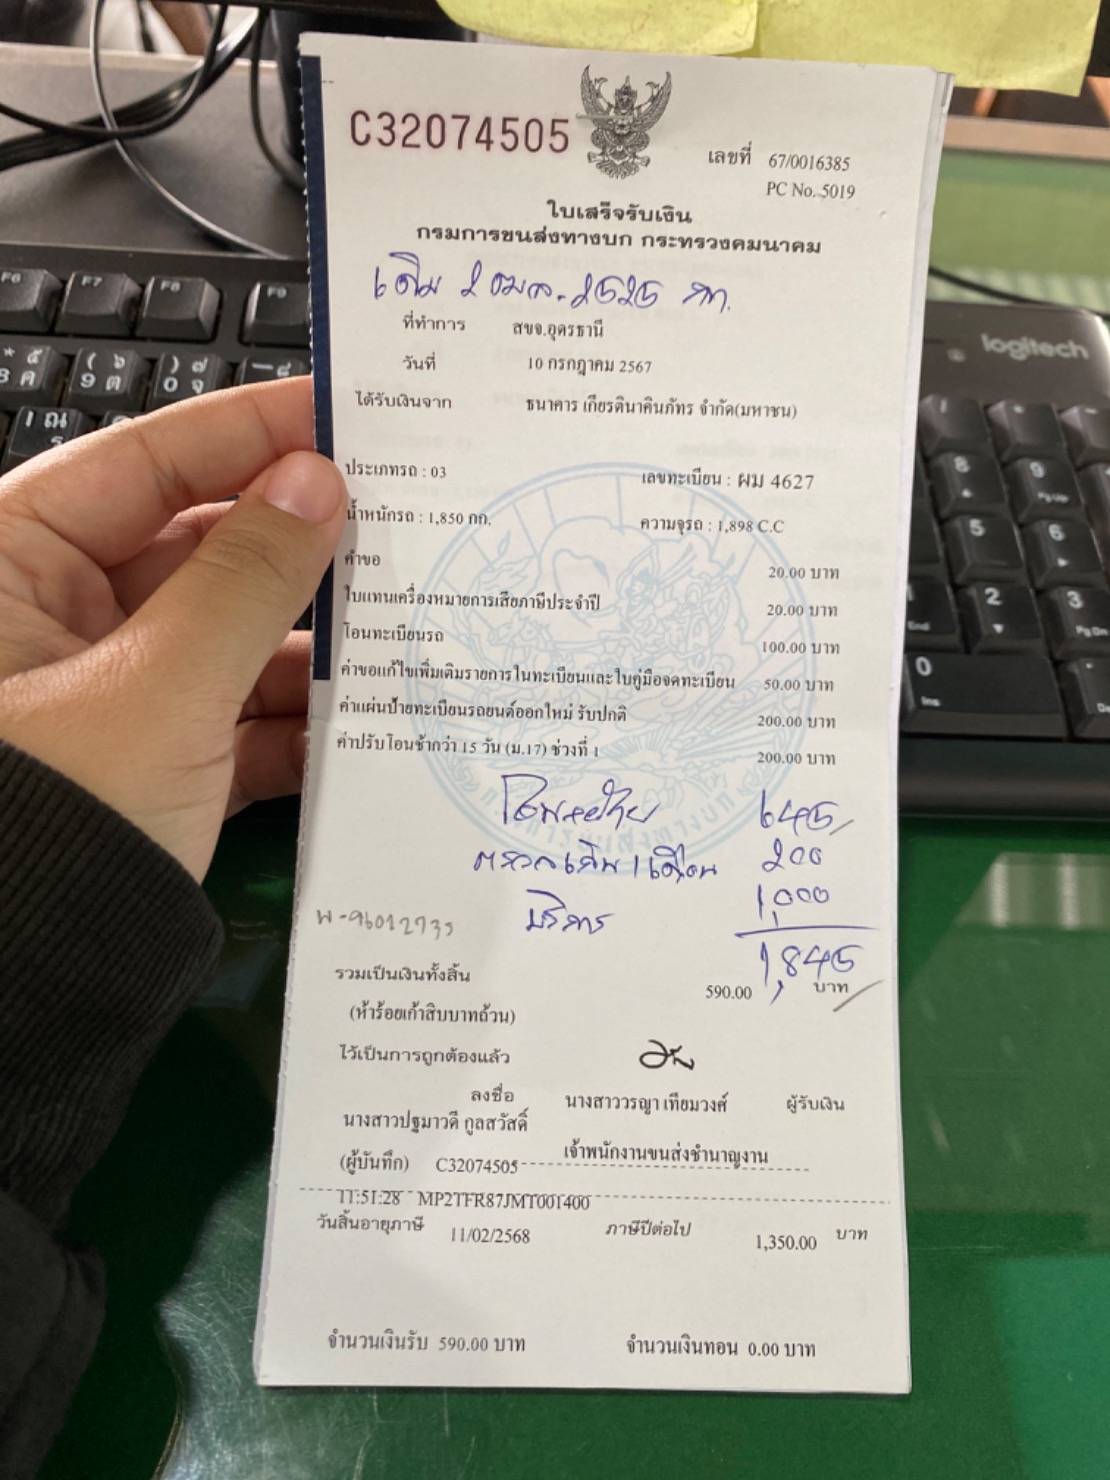 C32074505
เลขที่ 67/0016385
PC No. 5019
ใบเสร็จรับเงิน
กรมการขนส่งทางบก กระทรวงคมนาคม
เดิม 2 ฒล.2525 กท.
ที่ทำการ สขจ.อุดรธานี
วันที่ 10 กรกฎาคม 2567
ได้รับเงินจาก ธนาคาร เกียรตินาคินภัทร จำกัด(มหาชน)
ประเภทรถ : 03 เลขทะเบียน : ผม 4627
น้ำหนักรถ : 1,850 กก. ความจุรถ : 1,898 C.C
คำขอ 20.00 บาท
ใบแทนเครื่องหมายการเสียภาษีประจำปี 20.00 บาท
โอนทะเบียนรถ 100.00 บาท
ค่าขอแก้ไขเพิ่มเติมรายการในทะเบียนและใบคู่มือจดทะเบียน 50.00 บาท
ค่าแผ่นป้ายทะเบียนรถยนต์ออกใหม่ รับปกติ 200.00 บาท
ค่าปรับโอนช้ากว่า 15 วัน (ม.17) ช่วงที่ 1 200.00 บาท
645
200
บริการ 1,000
1,845
รวมเป็นเงินทั้งสิ้น 590.00 บาท
(ห้าร้อยเก้าสิบบาทถ้วน)
ไว้เป็นการถูกต้องแล้ว
ลงชื่อ นางสาววรญา เทียมวงศ์ ผู้รับเงิน
นางสาวปฐมาวดี กูลสวัสดิ์
เจ้าพนักงานขนส่งชำนาญงาน
(ผู้บันทึก) C32074505
11:51:28 MP2TFR87JMT001400
วันสิ้นอายุภาษี 11/02/2568 ภาษีปีต่อไป 1,350.00 บาท
จำนวนเงินรับ 590.00 บาท จำนวนเงินทอน 0.00 บาท
logitech
F6
F7
F8
F9